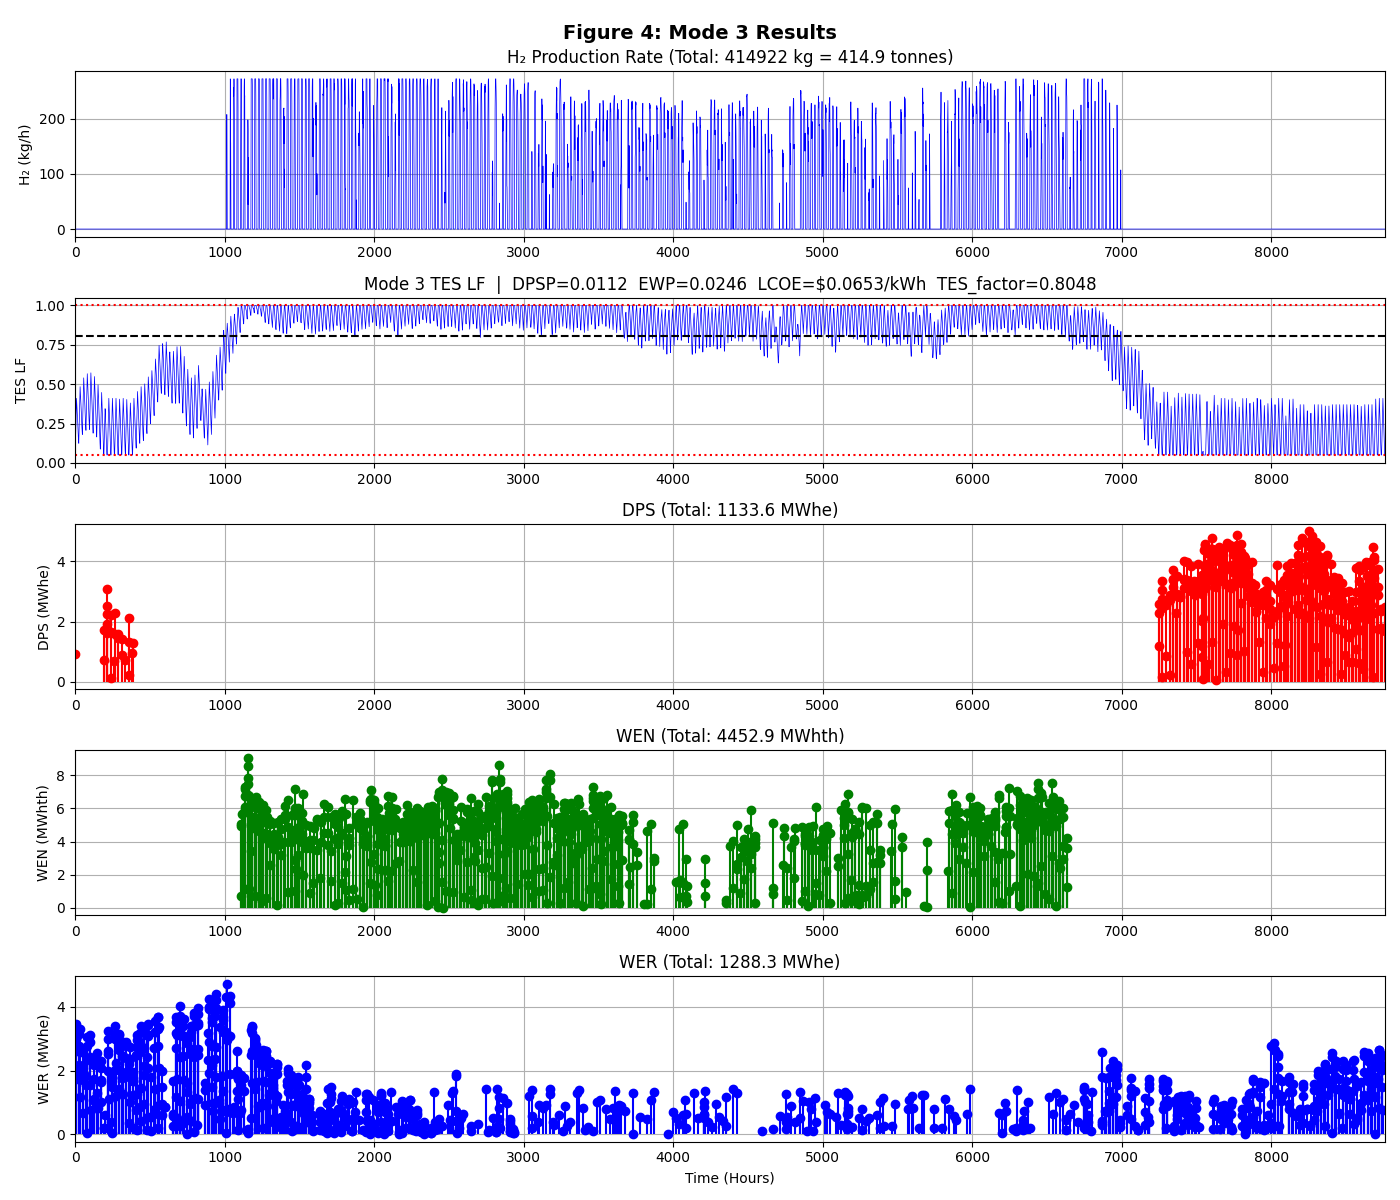 Figure 4: Mode 3 Results
H₂ Production Rate (Total: 414922 kg = 414.9 tonnes)
H₂ (kg/h)
200
100
0
0 1000 2000 3000 4000 5000 6000 7000 8000
Mode 3 TES LF | DPSP=0.0112 EWP=0.0246 LCOE=$0.0653/kWh TES_factor=0.8048
TES LF
1.00
0.75
0.50
0.25
0.00
0 1000 2000 3000 4000 5000 6000 7000 8000
DPS (Total: 1133.6 MWhe)
DPS (MWhe)
4
2
0
0 1000 2000 3000 4000 5000 6000 7000 8000
WEN (Total: 4452.9 MWhth)
WEN (MWhth)
8
6
4
2
0
0 1000 2000 3000 4000 5000 6000 7000 8000
WER (Total: 1288.3 MWhe)
WER (MWhe)
4
2
0
0 1000 2000 3000 4000 5000 6000 7000 8000
Time (Hours)